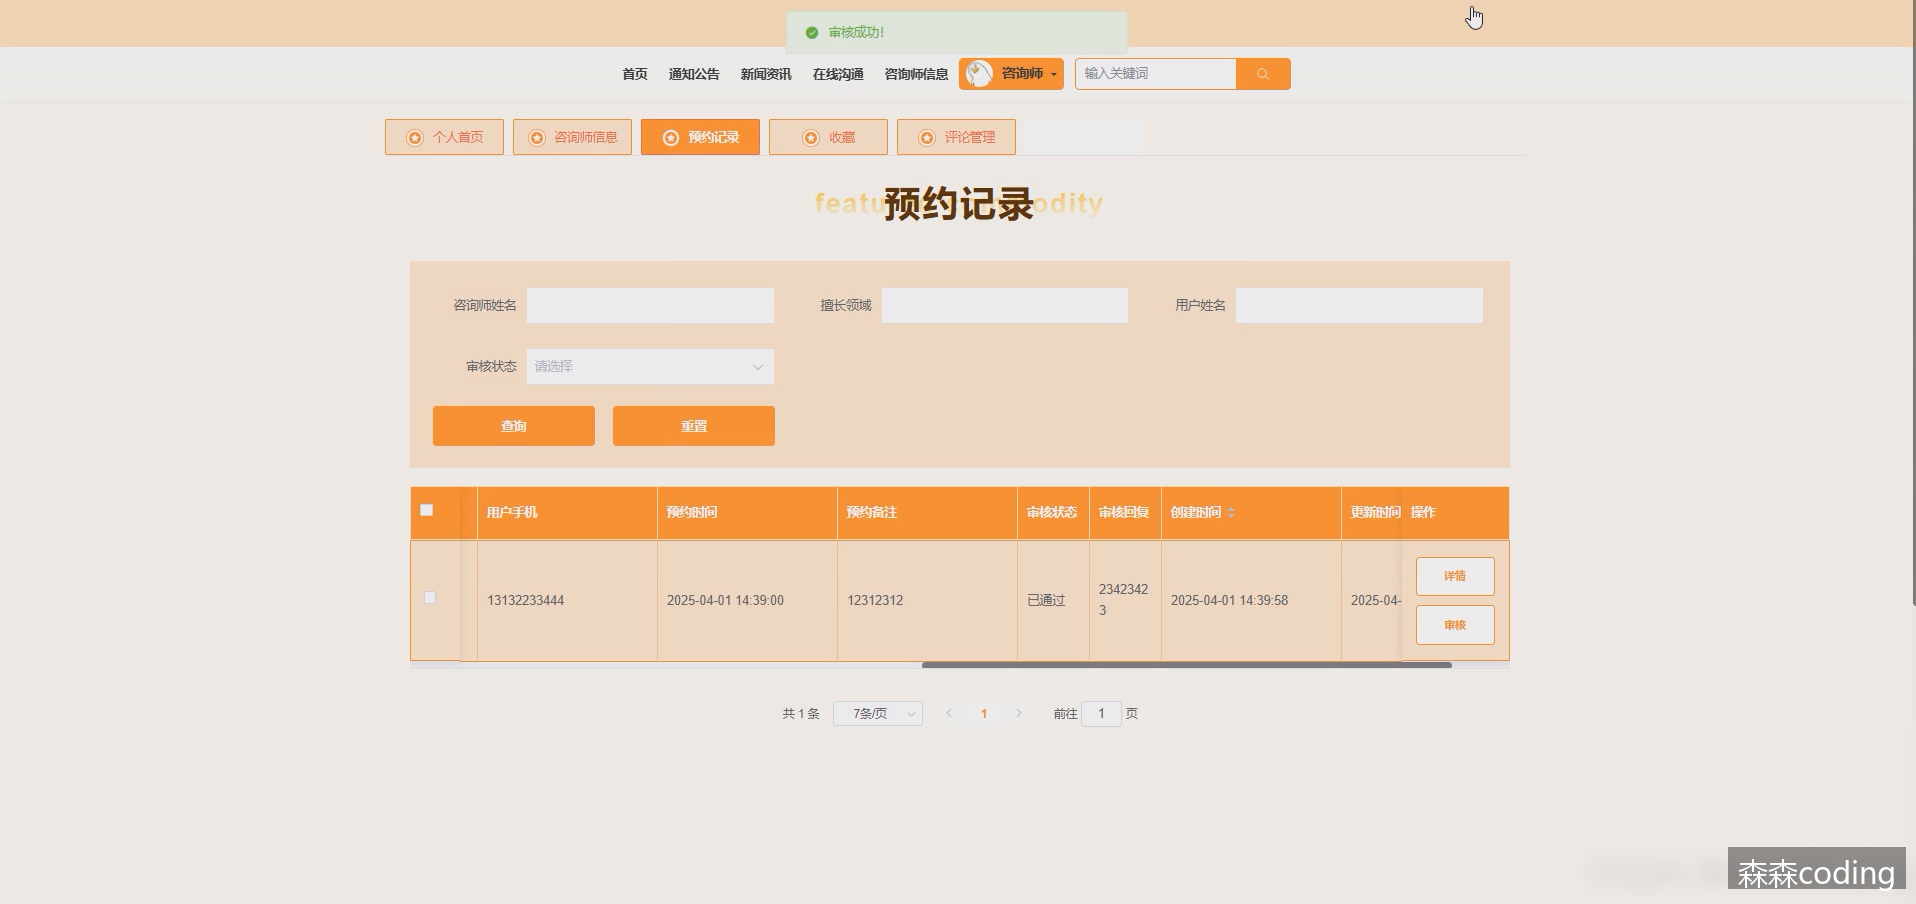 审核成功!
首页 通知公告 新闻资讯 在线沟通 咨询师信息 咨询师 输入关键词
个人首页 咨询师信息 预约记录 收藏 评论管理
预约记录
咨询师姓名 擅长领域 用户姓名
审核状态 请选择
查询 重置
用户手机 预约时间 预约备注 审核状态 审核回复 创建时间 更新时间 操作
13132233444 2025-04-01 14:39:00 12312312 已通过 23423423 2025-04-01 14:39:58 2025-04- 详情
审核
共 1 条 7条/页 1 前往 1 页
森森coding